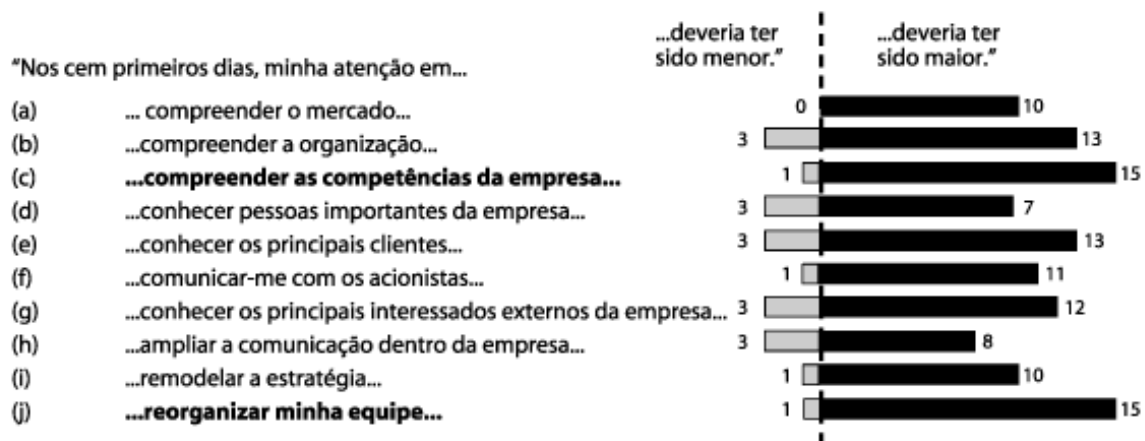 ...deveria ter sido menor." ...deveria ter sido maior."
"Nos cem primeiros dias, minha atenção em...
(a) ... compreender o mercado... 0 10
(b) ...compreender a organização... 3 13
(c) ...compreender as competências da empresa... 1 15
(d) ...conhecer pessoas importantes da empresa... 3 7
(e) ...conhecer os principais clientes... 3 13
(f) ...comunicar-me com os acionistas... 1 11
(g) ...conhecer os principais interessados externos da empresa... 3 12
(h) ...ampliar a comunicação dentro da empresa... 3 8
(i) ...remodelar a estratégia... 1 10
(j) ...reorganizar minha equipe... 1 15